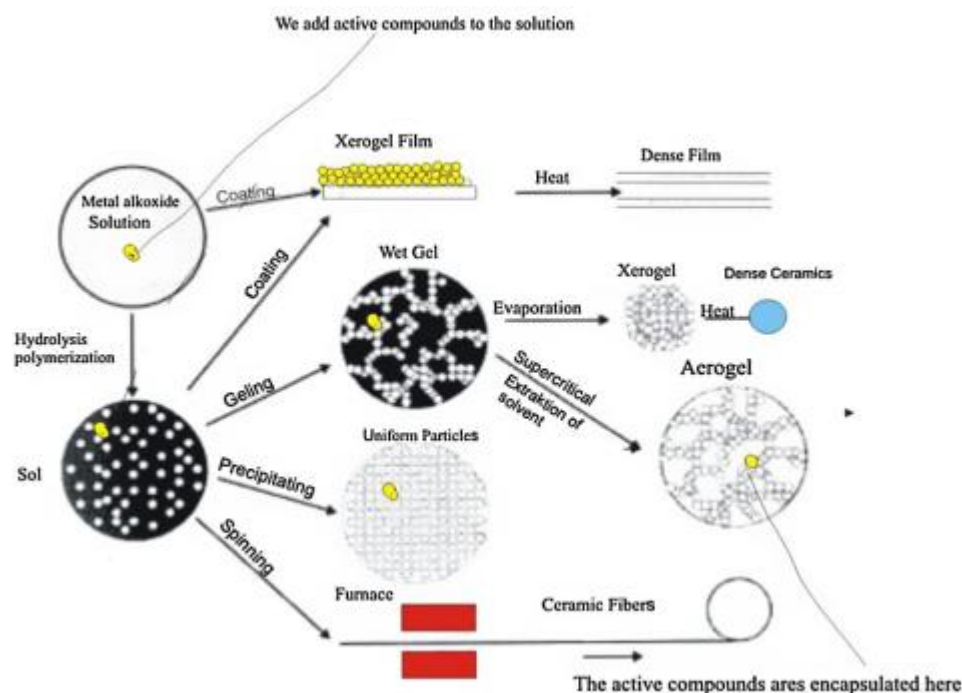 We add active compounds to the solution
Xerogel Film
Dense Film
Metal alkoxide
Solution
Coating
Heat
Wet Gel
Coating
Xerogel
Dense Ceramics
Evaporation
Heat
Hydrolysis
polymerization
Geling
Supercritical
Extraktion of
solvent
Aerogel
Sol
Uniform Particles
Precipitating
Spinning
Furnace
Ceramic Fibers
The active compounds ares encapsulated here